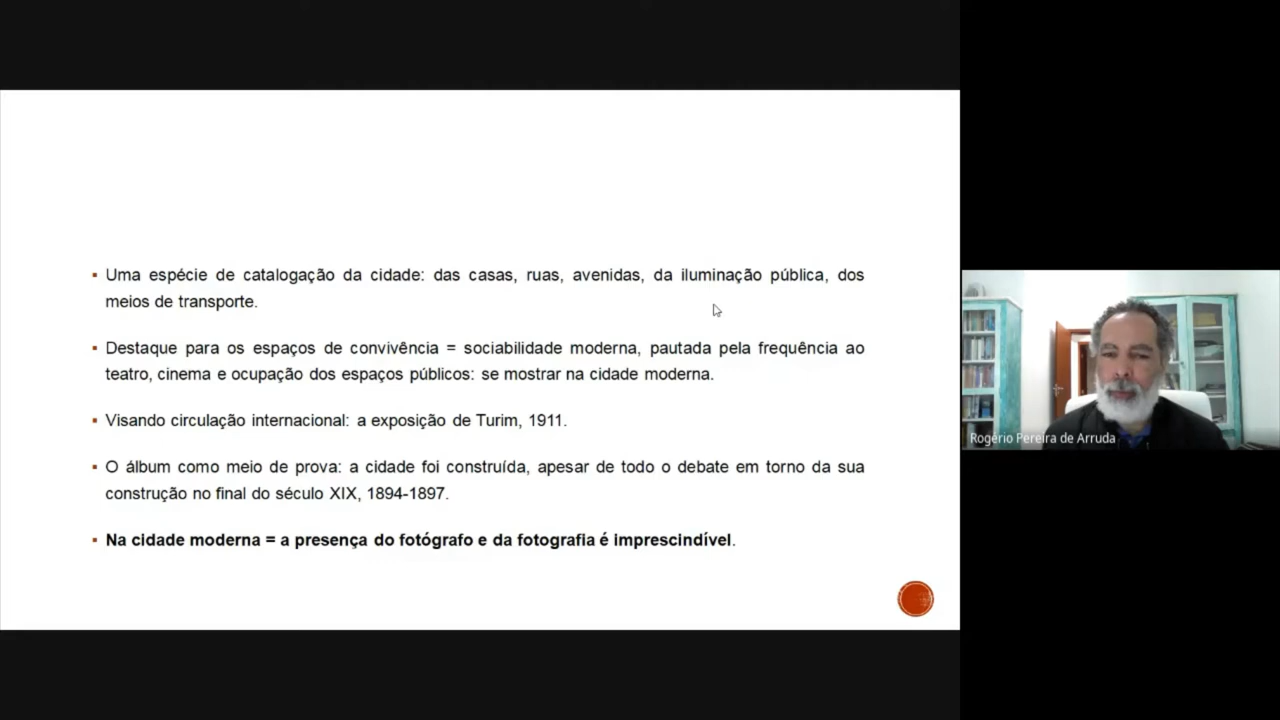 ▪ Uma espécie de catalogação da cidade: das casas, ruas, avenidas, da iluminação pública, dos
meios de transporte.
▪ Destaque para os espaços de convivência = sociabilidade moderna, pautada pela frequência ao
teatro, cinema e ocupação dos espaços públicos: se mostrar na cidade moderna.
▪ Visando circulação internacional: a exposição de Turim, 1911.
▪ O álbum como meio de prova: a cidade foi construída, apesar de todo o debate em torno da sua
construção no final do século XIX, 1894-1897.
▪ Na cidade moderna = a presença do fotógrafo e da fotografia é imprescindível.
Rogério Pereira de Arruda